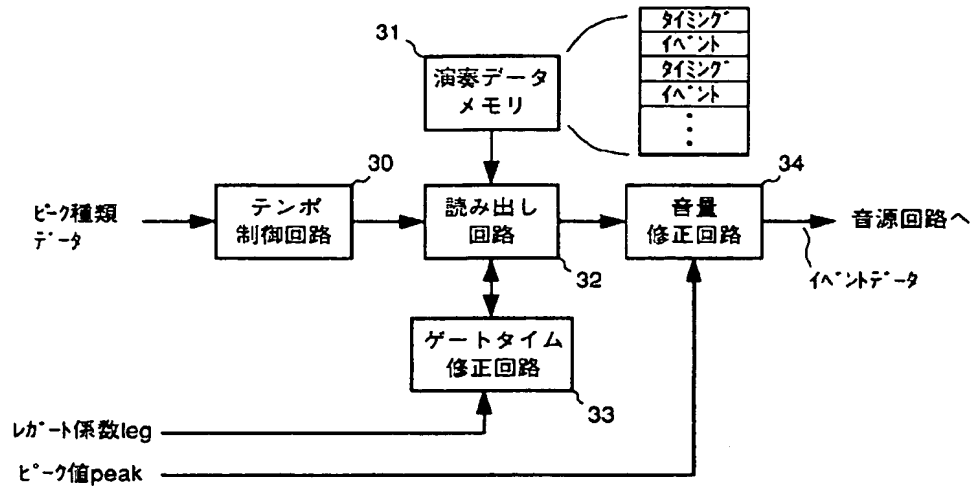 31
演奏データ
メモリ
タイミング
イベント
タイミング
イベント
⋮
ピーク種類
データ
30
テンポ
制御回路
読み出し
回路
32
34
音量
修正回路
音源回路へ
イベントデータ
ゲートタイム
修正回路
33
レガート係数leg
ピーク値peak